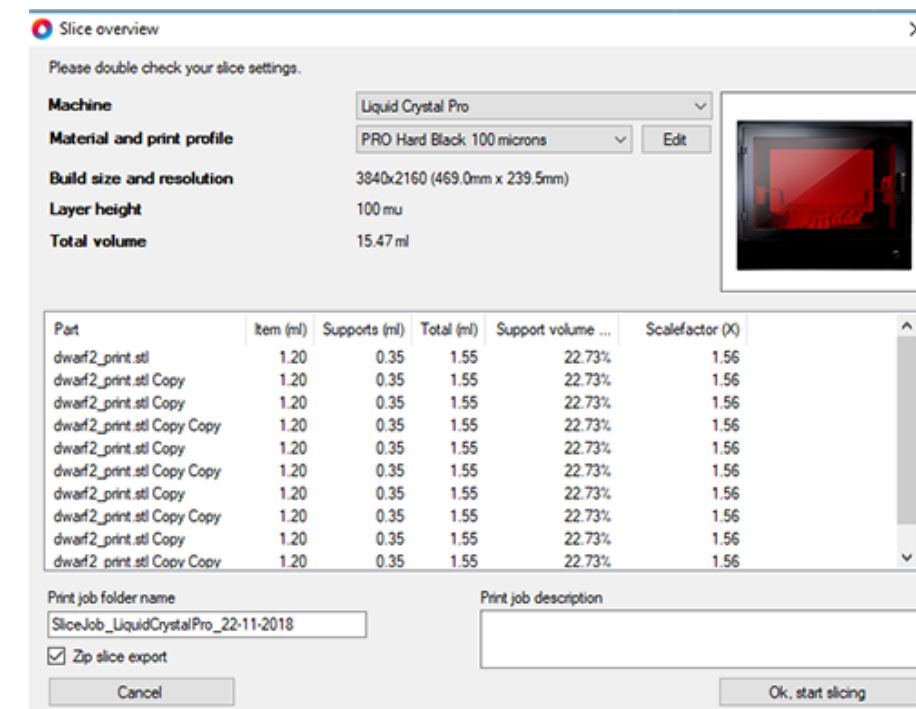 Slice overview
Please double check your slice settings.
Machine Liquid Crystal Pro
Material and print profile PRO Hard Black 100 microns Edit
Build size and resolution 3840x2160 (469.0mm x 239.5mm)
Layer height 100 mu
Total volume 15.47 ml
Part Item (ml) Supports (ml) Total (ml) Support volume ... Scalefactor (X)
dwarf2_print.stl 1.20 0.35 1.55 22.73% 1.56
dwarf2_print.stl Copy 1.20 0.35 1.55 22.73% 1.56
dwarf2_print.stl Copy 1.20 0.35 1.55 22.73% 1.56
dwarf2_print.stl Copy Copy 1.20 0.35 1.55 22.73% 1.56
dwarf2_print.stl Copy 1.20 0.35 1.55 22.73% 1.56
dwarf2_print.stl Copy Copy 1.20 0.35 1.55 22.73% 1.56
dwarf2_print.stl Copy 1.20 0.35 1.55 22.73% 1.56
dwarf2_print.stl Copy Copy 1.20 0.35 1.55 22.73% 1.56
dwarf2_print.stl Copy 1.20 0.35 1.55 22.73% 1.56
dwarf2_print.stl Copy Copy 1.20 0.35 1.55 22.73% 1.56
Print job folder name Print job description
SliceJob_LiquidCrystalPro_22-11-2018
Zip slice export
Cancel Ok, start slicing